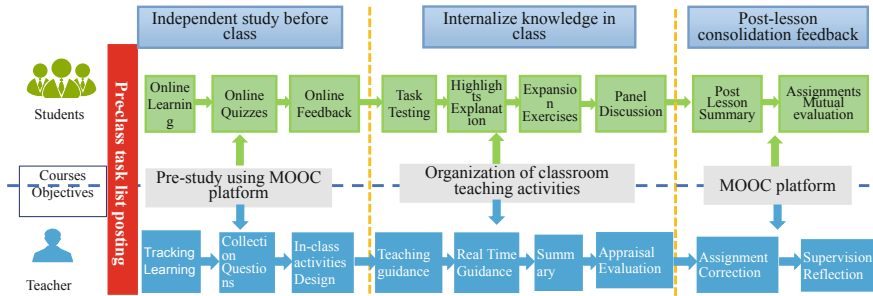 Independent study before
class
Internalize knowledge in
class
Post-lesson
consolidation feedback
Students
Pre-class task list posting
Online
Learnin
g
Online
Quizzes
Online
Feedback
Task
Testing
Highligh
ts
Explanat
ion
Expansio
n
Exercises
Panel
Discussion
Post
Lesson
Summary
Assignments
Mutual
evaluation
Courses
Objectives
Pre-study using MOOC
platform
Organization of classroom
teaching activities
MOOC platform
Teacher
Tracking
Learning
Collect
ion
Questio
ns
In-class
activities
Design
Teaching
guidance
Real Time
Guidance
Summ
ary
Appraisal
Evaluation
Assignment
Correction
Supervision
Reflection